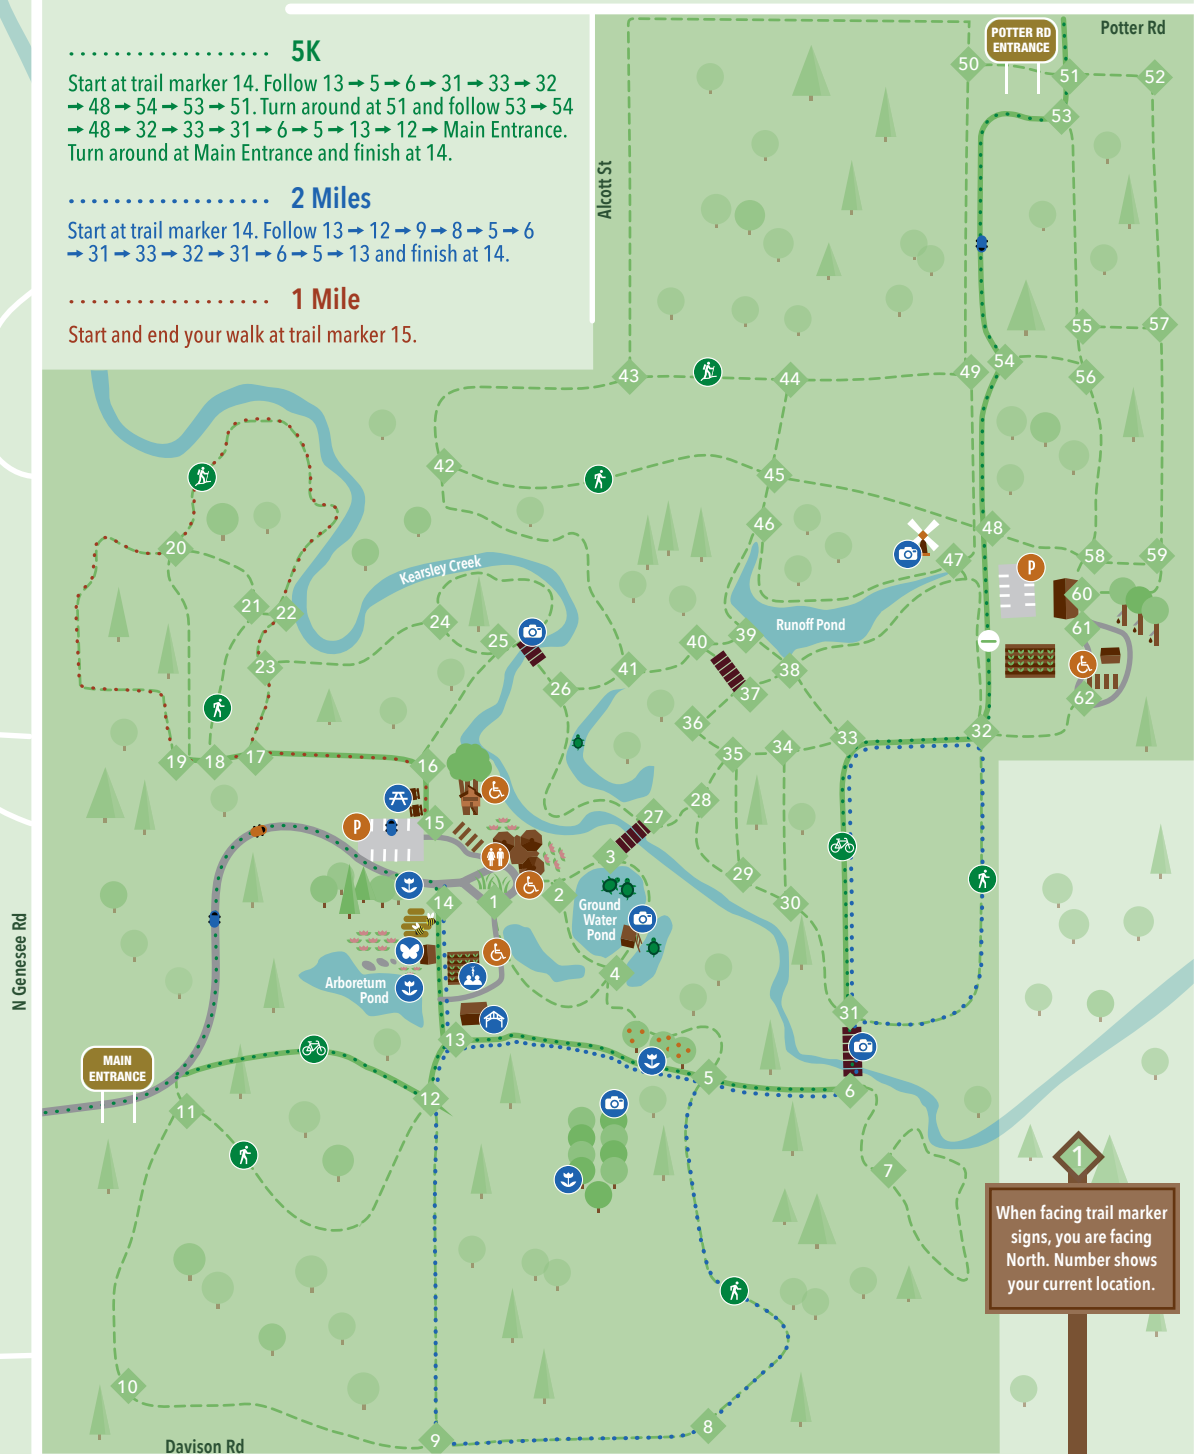 5K
Start at trail marker 14. Follow 13 → 5 → 6 → 31 → 33 → 32
→ 48 → 54 → 53 → 51. Turn around at 51 and follow 53 → 54
→ 48 → 32 → 33 → 31 → 6 → 5 → 13 → 12 → Main Entrance.
Turn around at Main Entrance and finish at 14.
2 Miles
Start at trail marker 14. Follow 13 → 12 → 9 → 8 → 5 → 6
→ 31 → 33 → 32 → 31 → 6 → 5 → 13 and finish at 14.
1 Mile
Start and end your walk at trail marker 15.
POTTER RD
ENTRANCE
Potter Rd
50
51
52
53
Alcott St
55
57
54
43
44
49
56
42
45
46
48
47
20
58
59
Kearsley Creek
P
60
21
22
24
25
Runoff Pond
61
39
40
23
41
38
26
37
62
36
32
33
34
35
19
18
17
16
28
P
15
27
3
29
14
1
2
30
Ground
Water
Pond
N Genesee Rd
4
Arboretum
Pond
31
13
MAIN
ENTRANCE
5
6
12
11
7
1
When facing trail marker
signs, you are facing
North. Number shows
your current location.
10
8
9
Davison Rd